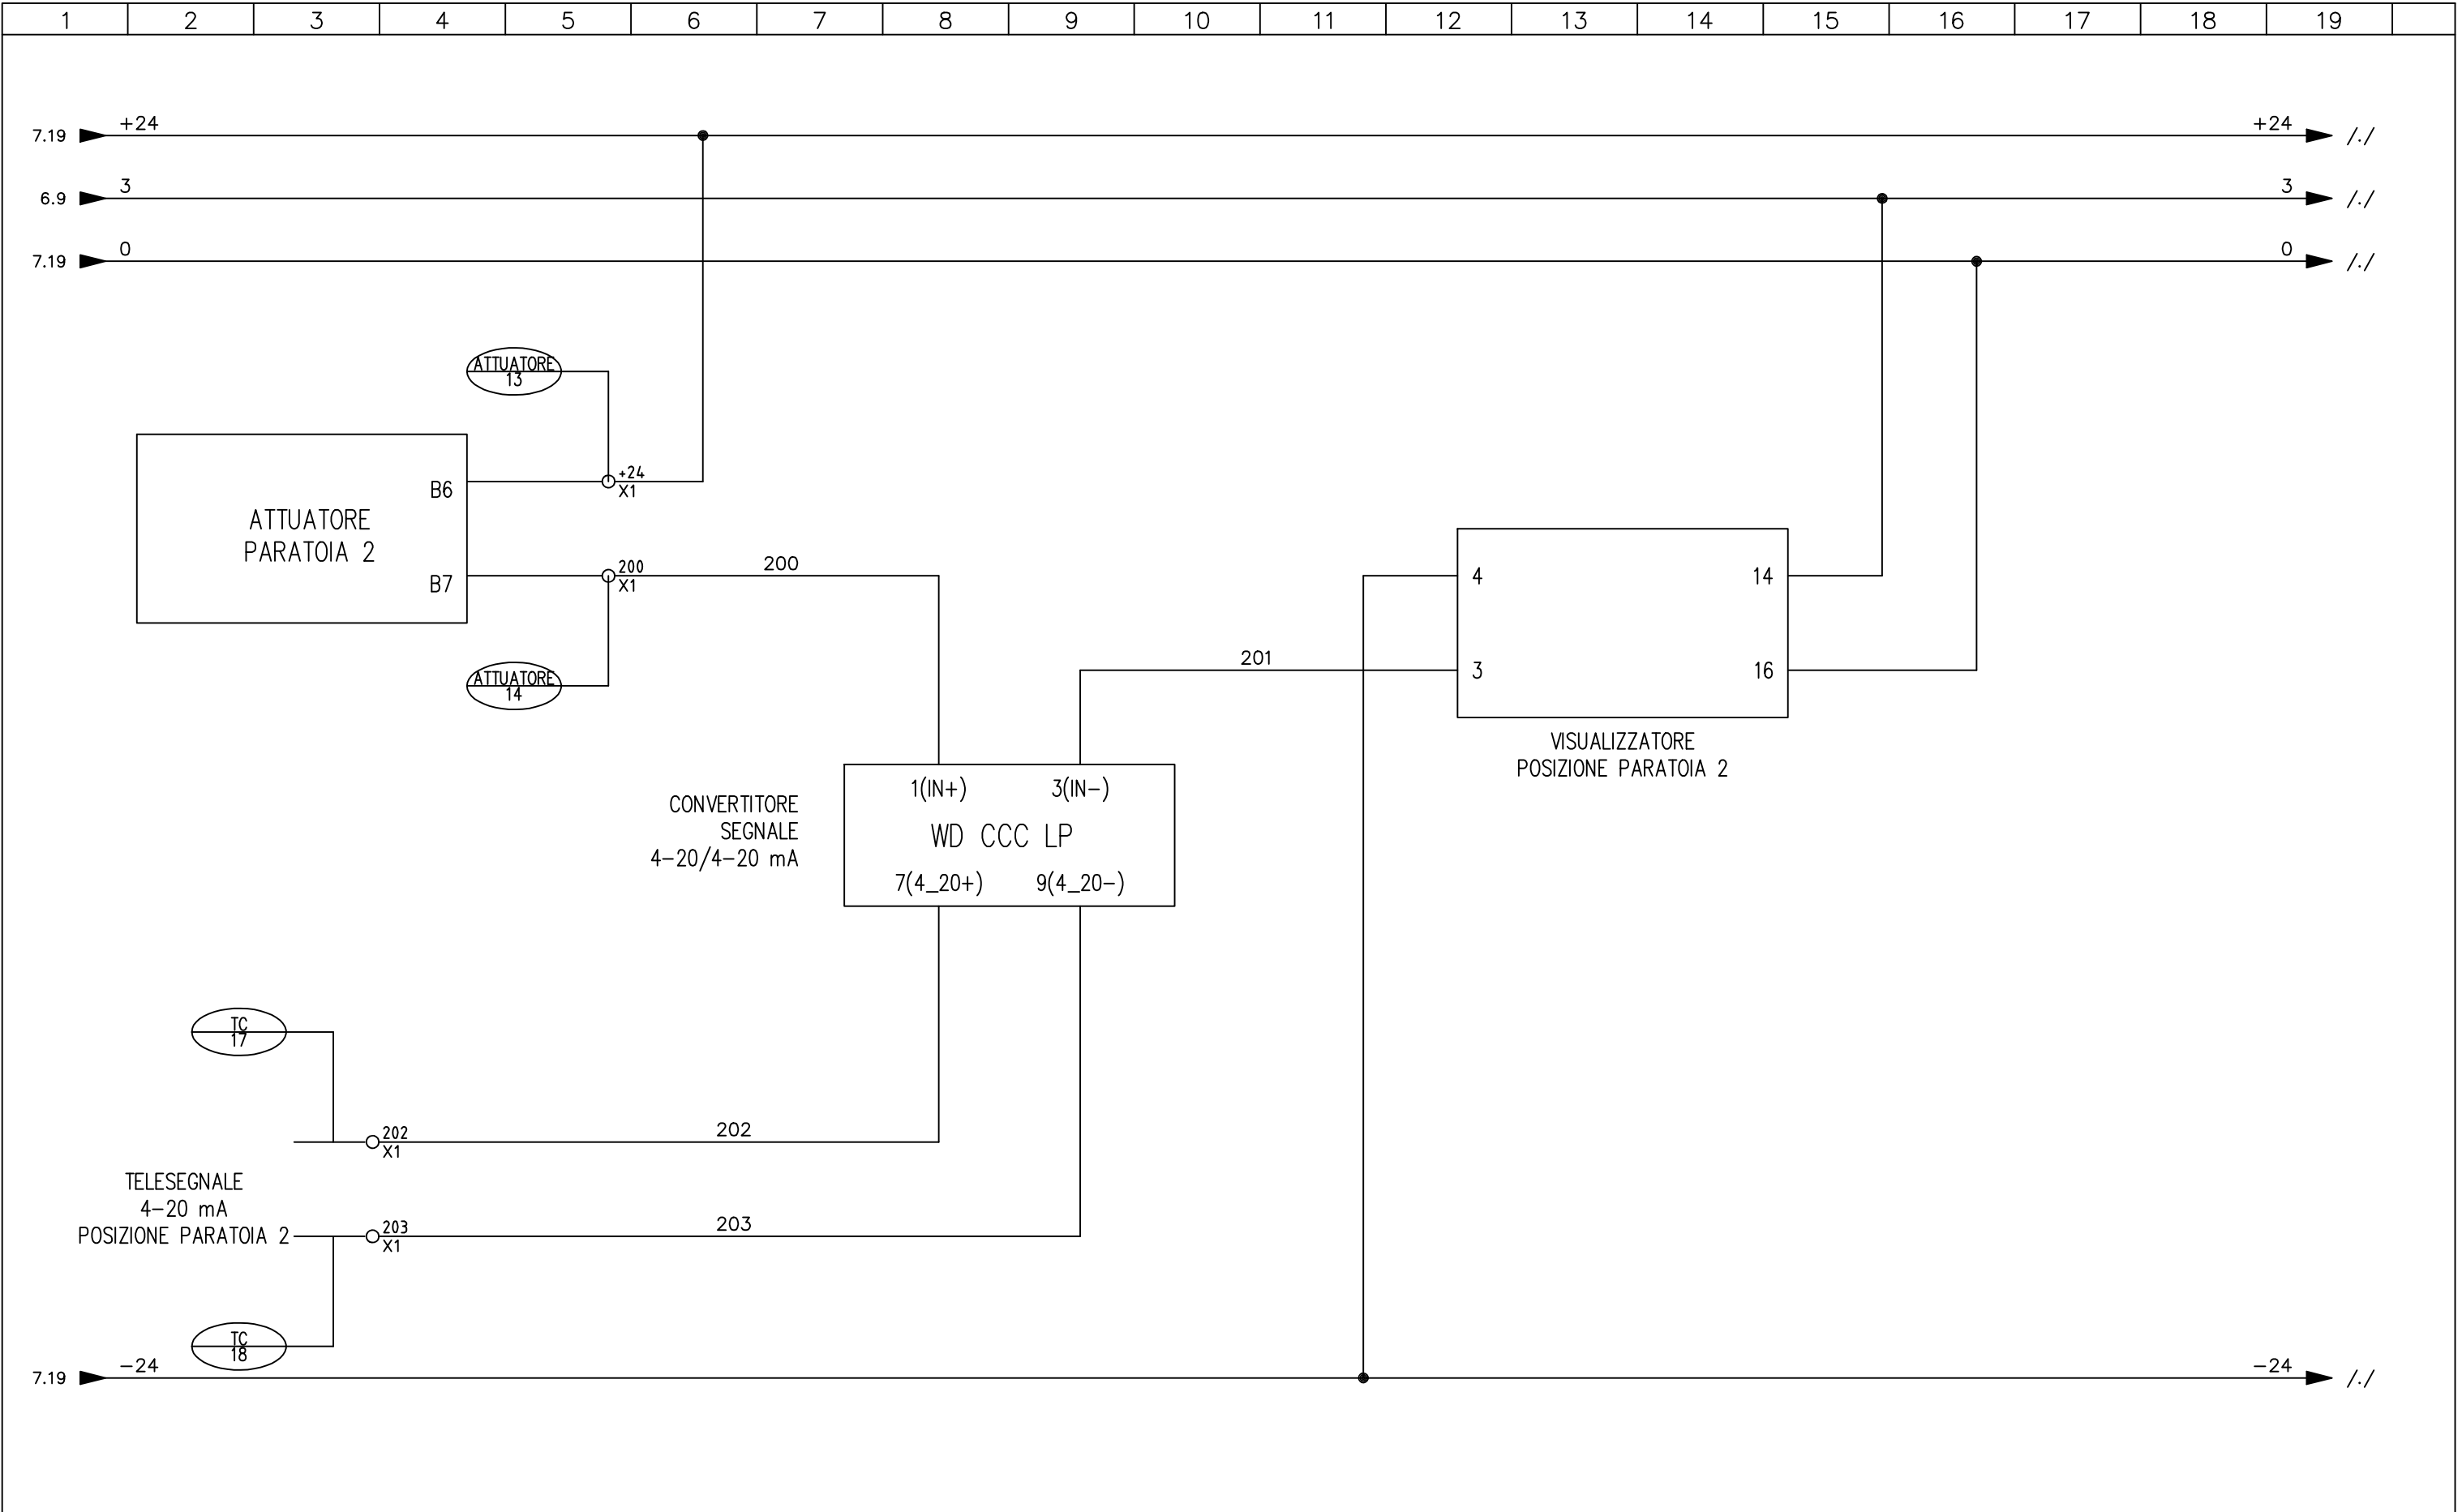 1 2 3 4 5 6 7 8 9 10 11 12 13 14 15 16 17 18 19
+24 +24
7.19 /./
3 3
6.9 /./
0 0
7.19 /./
ATTUATORE
13
+24
X1
B6
ATTUATORE
PARATOIA 2
B7
200
X1
200
ATTUATORE
14
4 14
201
3 16
VISUALIZZATORE
POSIZIONE PARATOIA 2
CONVERTITORE
SEGNALE
4-20/4-20 mA
1(IN+) 3(IN-)
WD CCC LP
7(4_20+) 9(4_20-)
TC
17
202
X1
202
TELESEGNALE
4-20 mA
POSIZIONE PARATOIA 2
203
X1
203
TC
18
-24 -24
7.19 /./